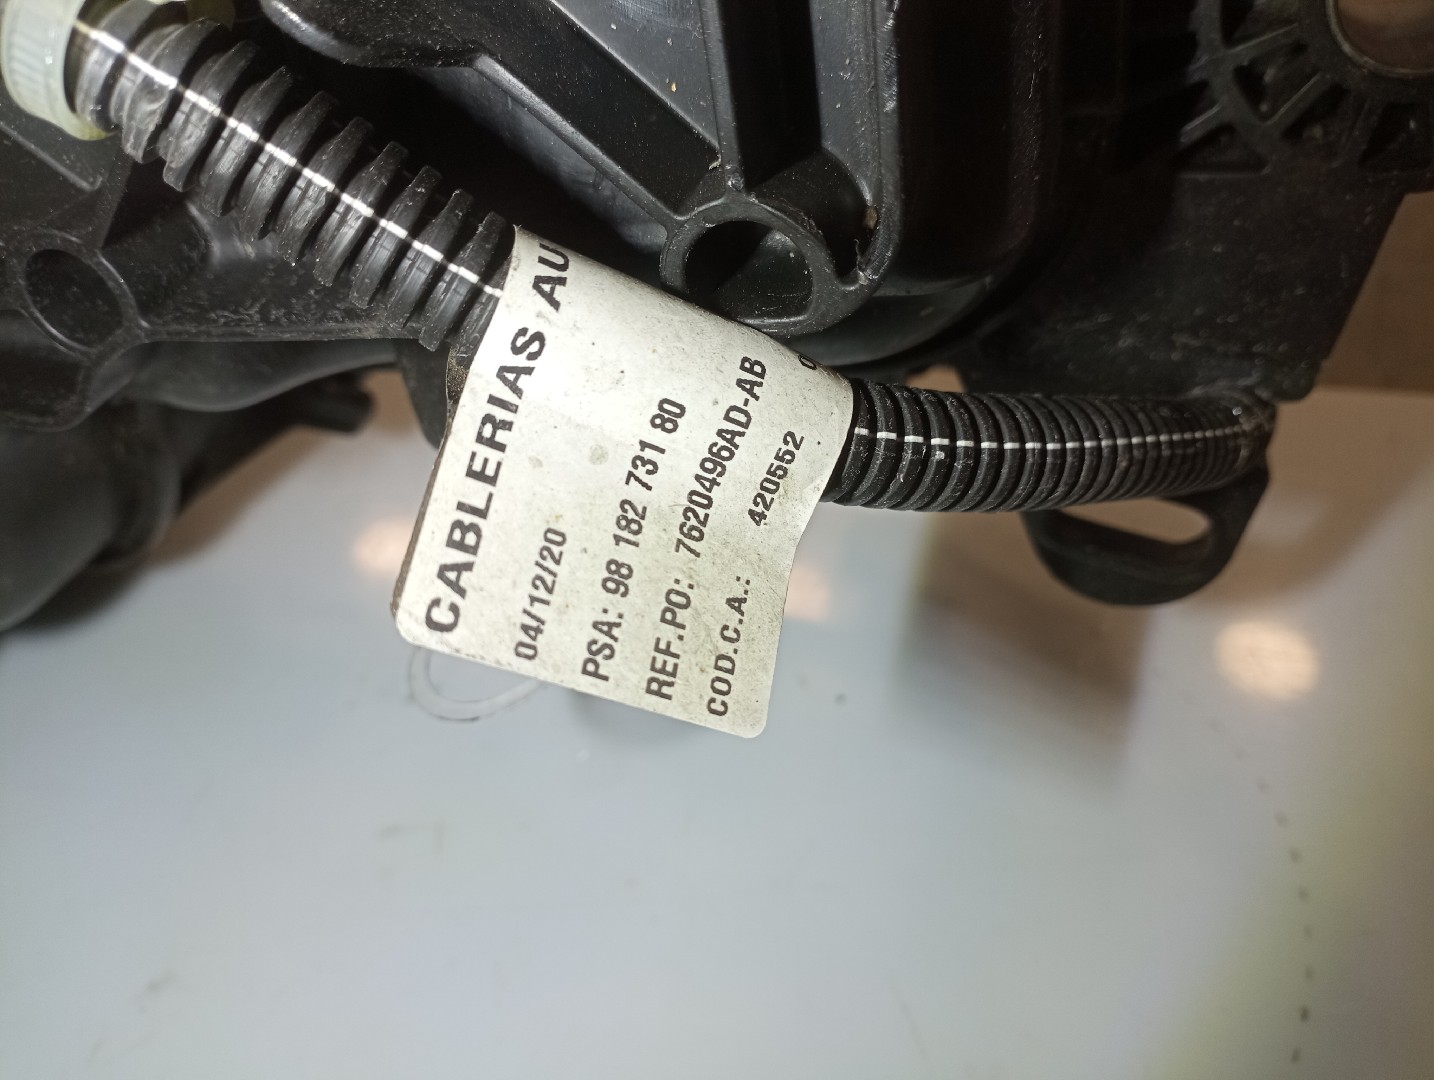 CABLERIAS AU
04/12/20
PSA: 98 182 731 80
REF.PO: 7620496AD-AB
COD.C.A.: 420552